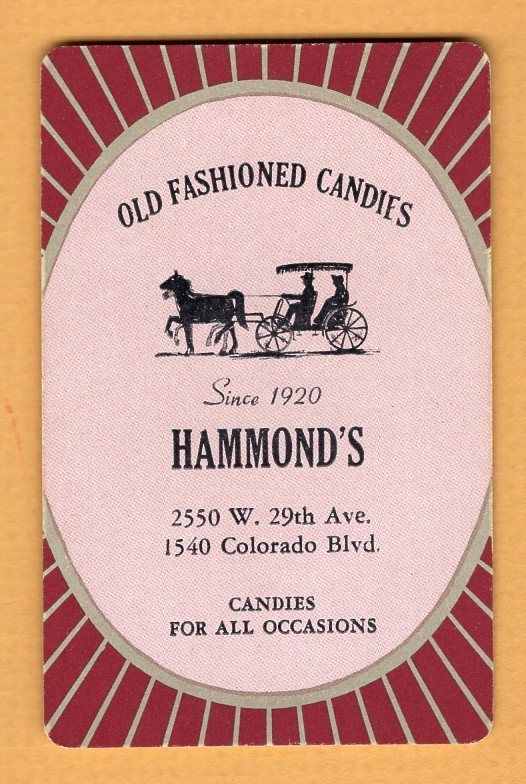 OLD FASHIONED CANDIES
Since 1920
HAMMOND'S
2550 W. 29th Ave.
1540 Colorado Blvd.
CANDIES
FOR ALL OCCASIONS